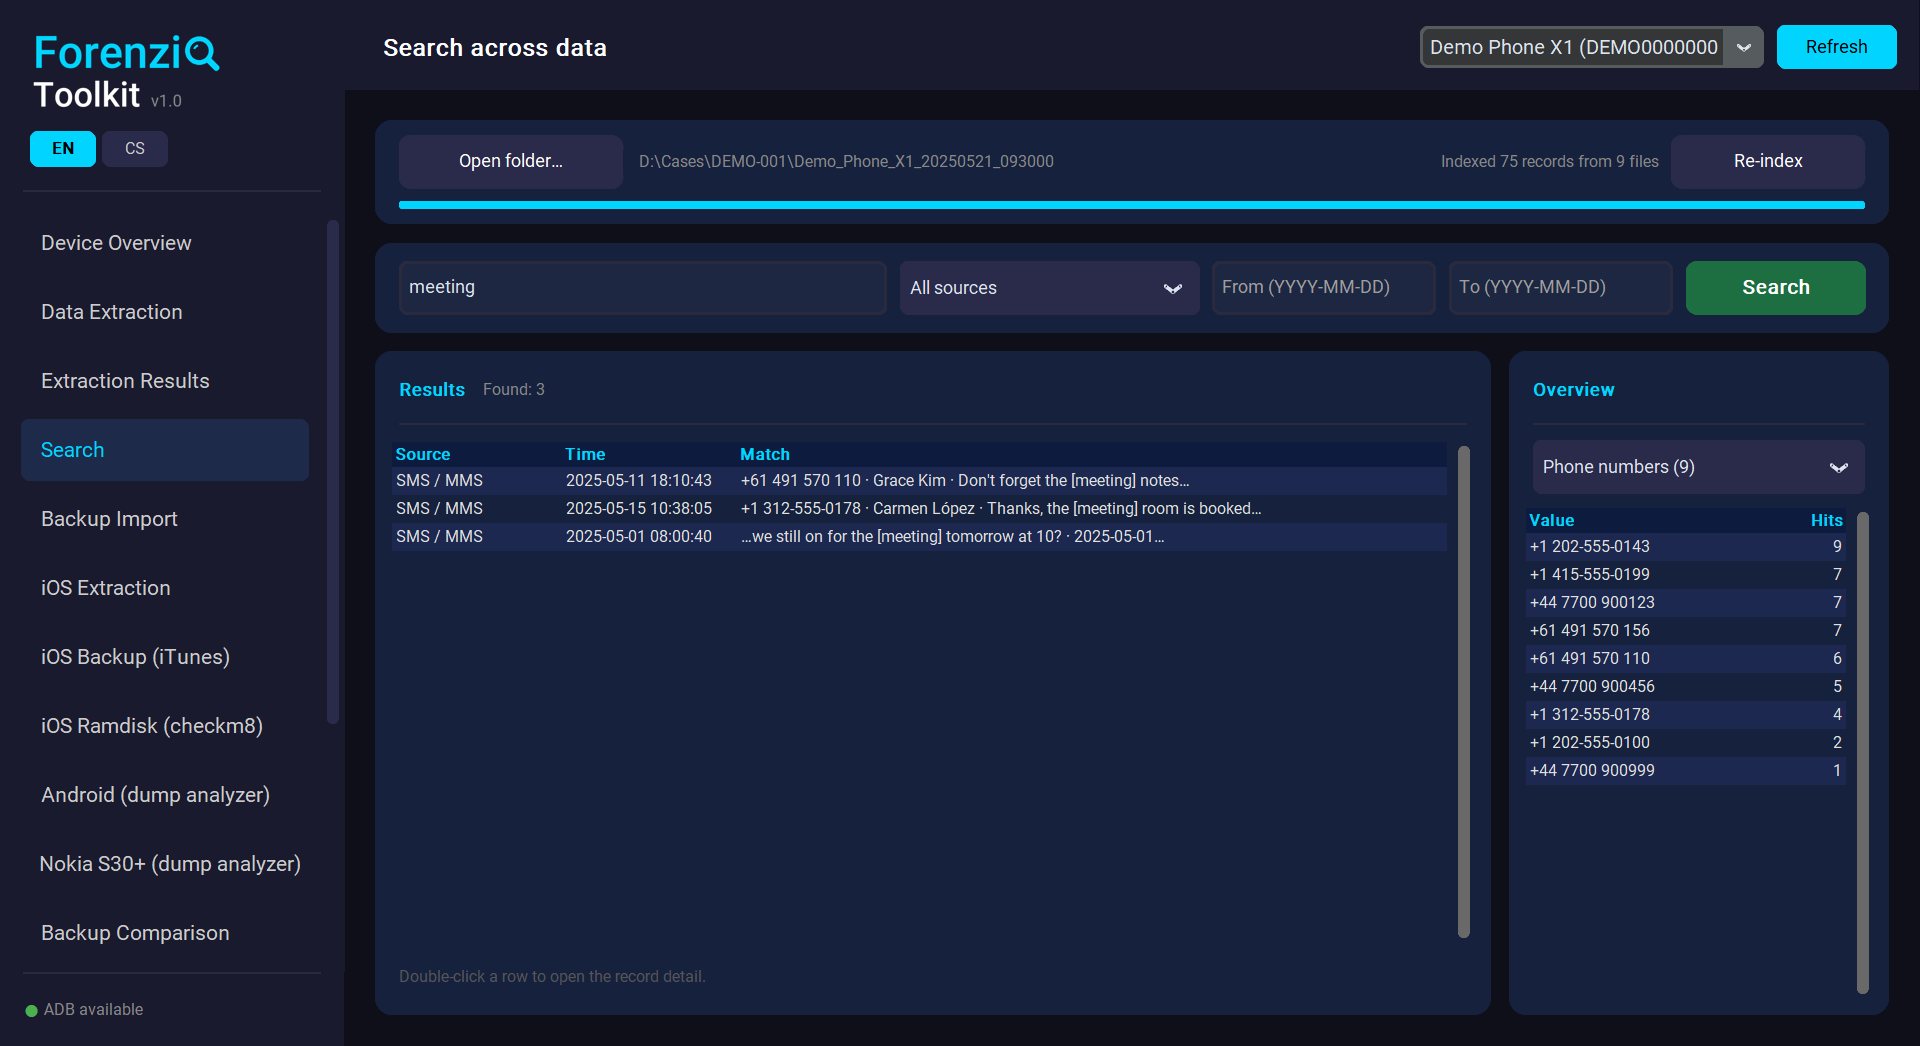 Forenzi
Toolkit v1.0
EN CS
Device Overview
Data Extraction
Extraction Results
Search
Backup Import
iOS Extraction
iOS Backup (iTunes)
iOS Ramdisk (checkm8)
Android (dump analyzer)
Nokia S30+ (dump analyzer)
Backup Comparison
ADB available
Search across data
Demo Phone X1 (DEMO0000000
Refresh
Open folder...
D:\Cases\DEMO-001\Demo_Phone_X1_20250521_093000
Indexed 75 records from 9 files
Re-index
meeting
All sources
From (YYYY-MM-DD)
To (YYYY-MM-DD)
Search
Results Found: 3
Source Time Match
SMS / MMS 2025-05-11 18:10:43 +61 491 570 110 · Grace Kim · Don't forget the [meeting] notes…
SMS / MMS 2025-05-15 10:38:05 +1 312-555-0178 · Carmen López · Thanks, the [meeting] room is booked…
SMS / MMS 2025-05-01 08:00:40 …we still on for the [meeting] tomorrow at 10? · 2025-05-01…
Double-click a row to open the record detail.
Overview
Phone numbers (9)
Value Hits
+1 202-555-0143 9
+1 415-555-0199 7
+44 7700 900123 7
+61 491 570 156 7
+61 491 570 110 6
+44 7700 900456 5
+1 312-555-0178 4
+1 202-555-0100 2
+44 7700 900999 1